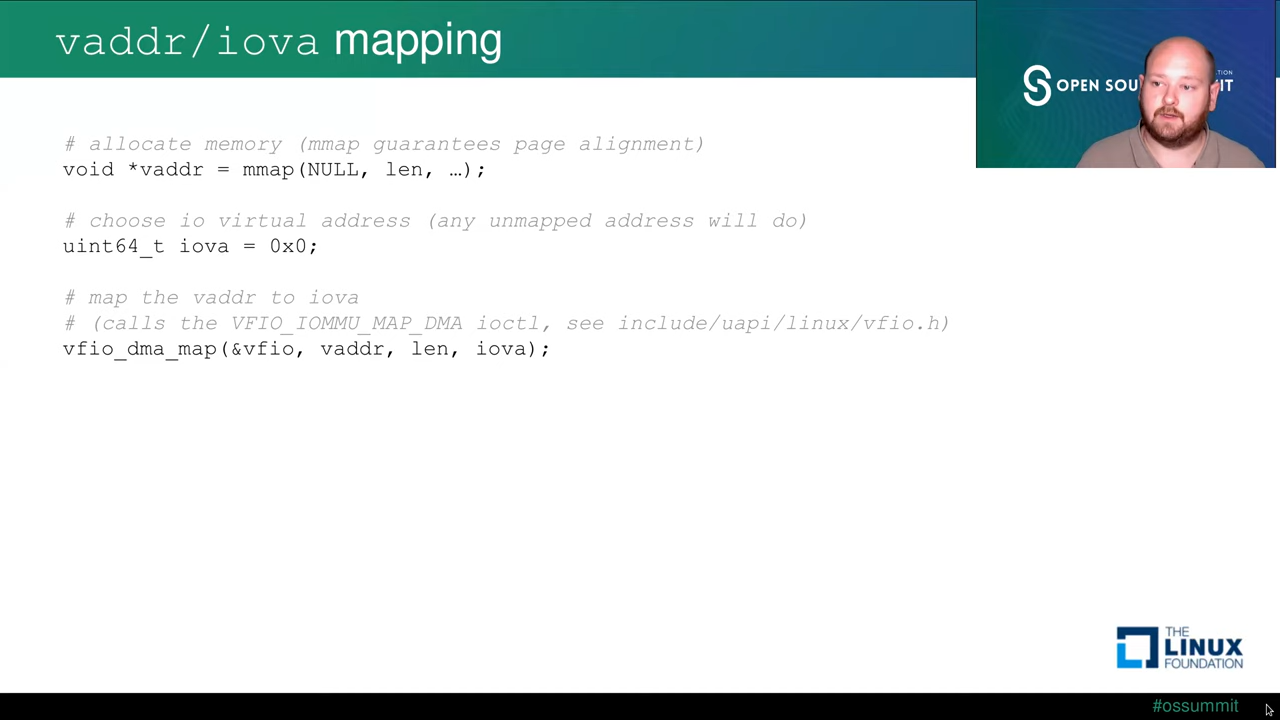 vaddr/iova mapping
OPEN SOU
IT
# allocate memory (mmap guarantees page alignment)
void *vaddr = mmap(NULL, len, …);
# choose io virtual address (any unmapped address will do)
uint64_t iova = 0x0;
# map the vaddr to iova
# (calls the VFIO_IOMMU_MAP_DMA ioctl, see include/uapi/linux/vfio.h)
vfio_dma_map(&vfio, vaddr, len, iova);
THE
LINUX
FOUNDATION
#ossummit